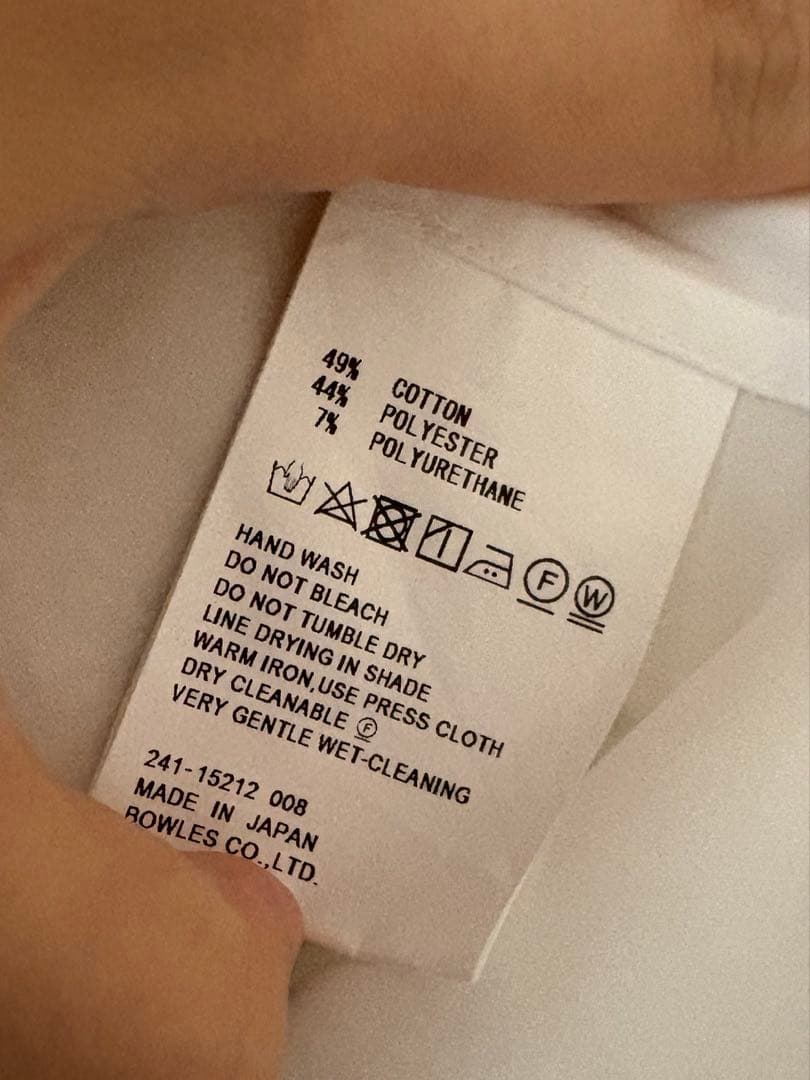 49% COTTON
44% POLYESTER
7% POLYURETHANE
F W
HAND WASH
DO NOT BLEACH
DO NOT TUMBLE DRY
LINE DRYING IN SHADE
WARM IRON,USE PRESS CLOTH
DRY CLEANABLE Ⓕ
VERY GENTLE WET-CLEANING
241-15212 008
MADE IN JAPAN
BOWLES CO.,LTD.